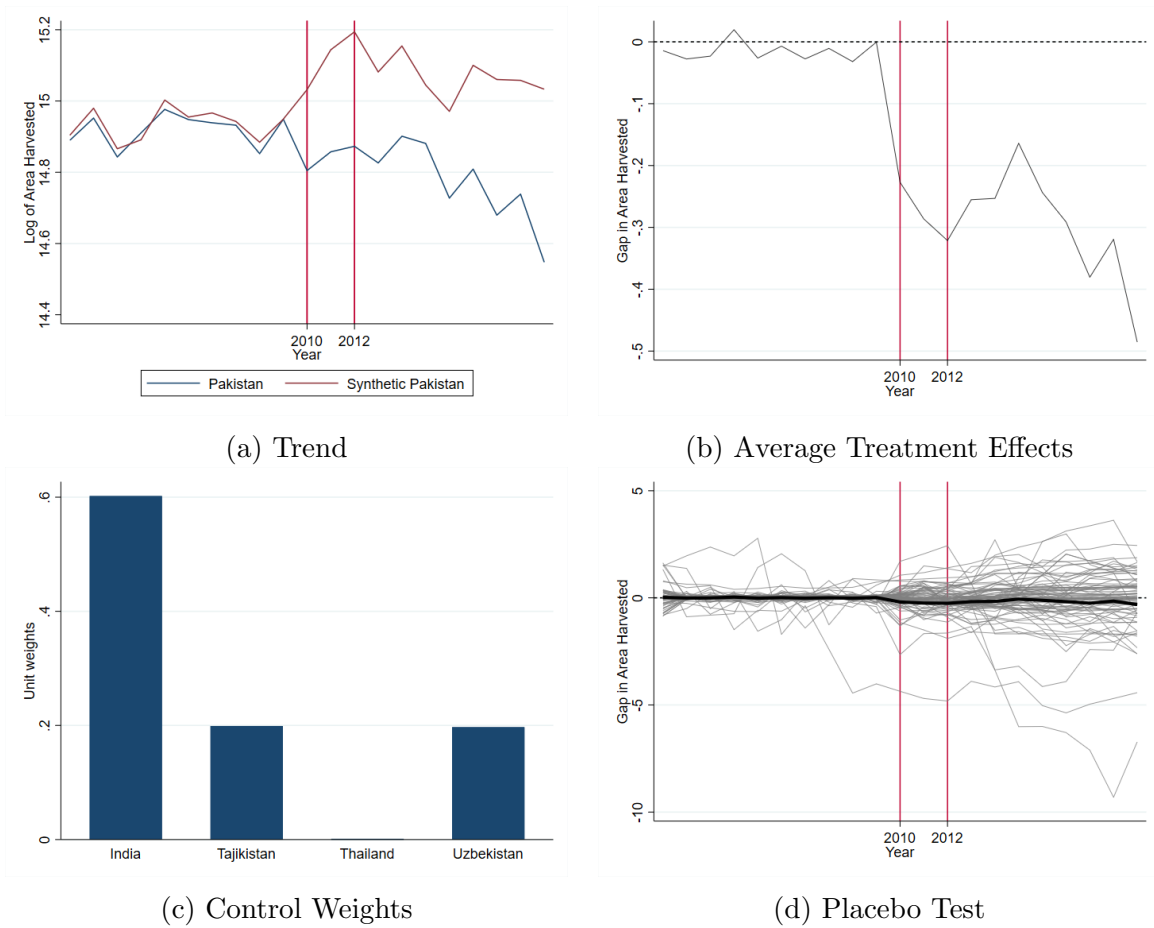 Log of Area Harvested
15.2
15
14.8
14.6
14.4
2010 2012
Year
Pakistan Synthetic Pakistan
(a) Trend
Gap in Area Harvested
0
-.1
-.2
-.3
-.4
-.5
2010 2012
Year
(b) Average Treatment Effects
Unit weights
.6
.4
.2
0
India Tajikistan Thailand Uzbekistan
(c) Control Weights
Gap in Area Harvested
5
0
-5
-10
2010 2012
Year
(d) Placebo Test